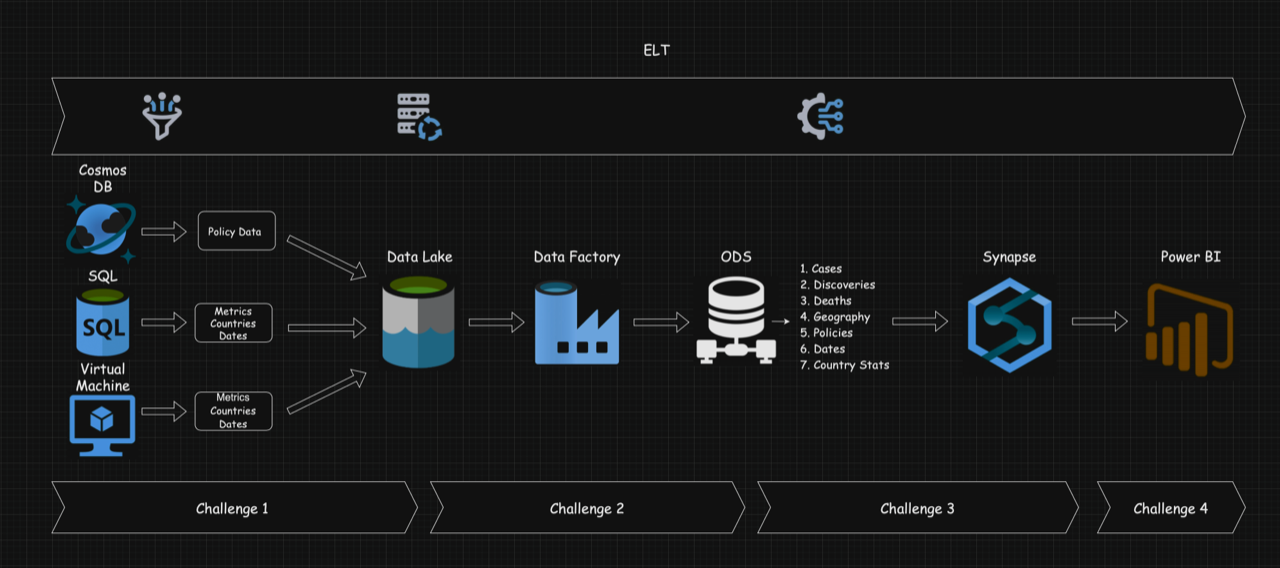 ELT
Cosmos
DB
Policy Data
SQL
SQL
Metrics
Countries
Dates
Virtual
Machine
Metrics
Countries
Dates
Data Lake
Data Factory
ODS
1. Cases
2. Discoveries
3. Deaths
4. Geography
5. Policies
6. Dates
7. Country Stats
Synapse
Power BI
Challenge 1
Challenge 2
Challenge 3
Challenge 4